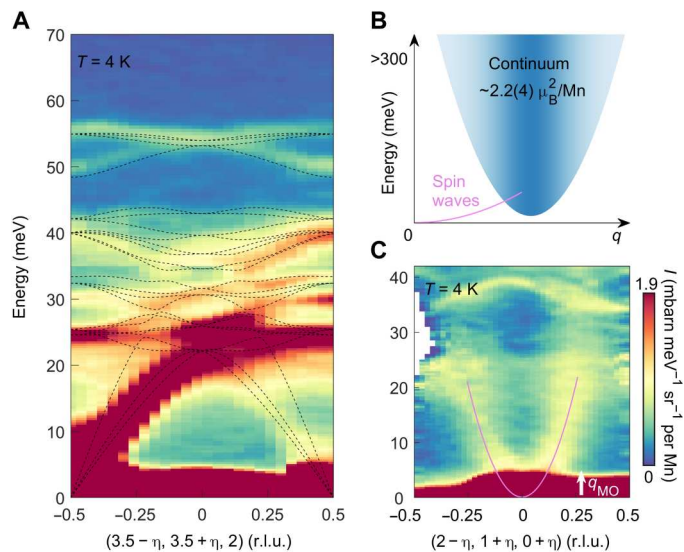 A
T = 4 K
70
60
50
40
30
20
10
0
Energy (meV)
-0.5
-0.25
0
0.25
0.5
(3.5 − η, 3.5 + η, 2) (r.l.u.)
B
>300
Energy (meV)
Continuum
~2.2(4) μ_B^2/Mn
Spin
waves
0
q
C
T = 4 K
40
30
20
10
0
q_MO
-0.5
-0.25
0
0.25
0.5
(2 − η, 1 + η, 0 + η) (r.l.u.)
1.9
0
I (mbarn meV⁻¹ sr⁻¹ per Mn)